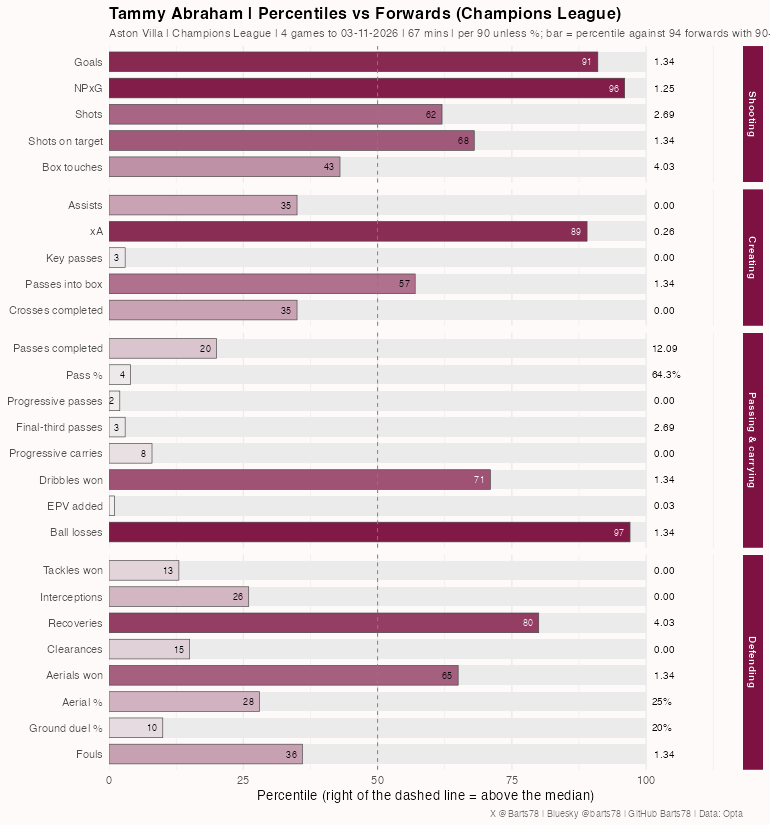 Tammy Abraham | Percentiles vs Forwards (Champions League)
Aston Villa | Champions League | 4 games to 03-11-2026 | 67 mins | per 90 unless %; bar = percentile against 94 forwards with 90-
Goals 91 1.34
NPxG 96 1.25
Shots 62 2.69
Shots on target 68 1.34
Box touches 43 4.03
Shooting
Assists 35 0.00
xA 89 0.26
Key passes 3 0.00
Passes into box 57 1.34
Crosses completed 35 0.00
Creating
Passes completed 20 12.09
Pass % 4 64.3%
Progressive passes 2 0.00
Final-third passes 3 2.69
Progressive carries 8 0.00
Dribbles won 71 1.34
EPV added 0.03
Ball losses 97 1.34
Passing & carrying
Tackles won 13 0.00
Interceptions 26 0.00
Recoveries 80 4.03
Clearances 15 0.00
Aerials won 65 1.34
Aerial % 28 25%
Ground duel % 10 20%
Fouls 36 1.34
Defending
0 25 50 75 100
Percentile (right of the dashed line = above the median)
X @Barts78 | Bluesky @barts78 | GitHub Barts78 | Data: Opta